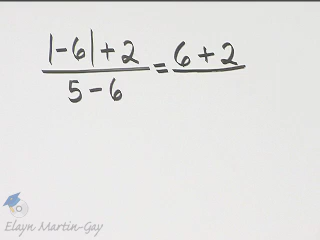 |-6| + 2 = 6 + 2
5 - 6
Elayn Martin-Gay